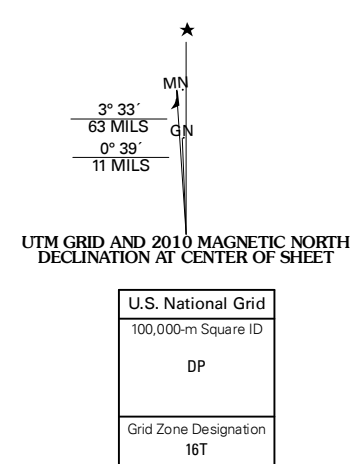 ★
MN
3° 33´
63 MILS
GN
0° 39´
11 MILS
UTM GRID AND 2010 MAGNETIC NORTH
DECLINATION AT CENTER OF SHEET
U.S. National Grid
100,000-m Square ID
DP
Grid Zone Designation
16T